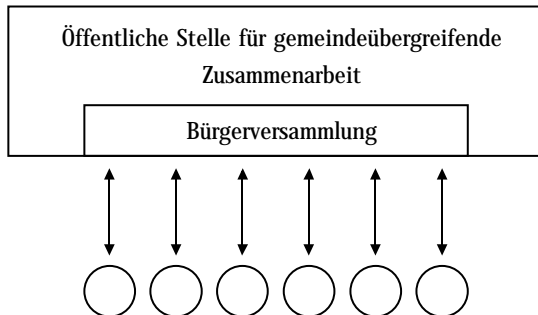 Öffentliche Stelle für gemeindeübergreifende
Zusammenarbeit
Bürgerversammlung